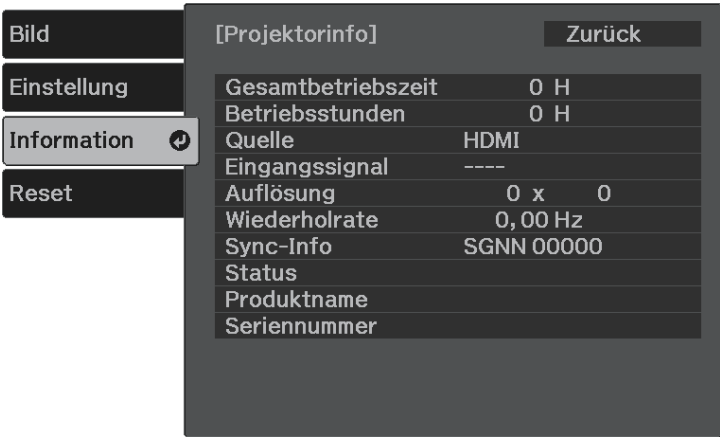 Bild
Einstellung
Information
Reset
[Projektorinfo] Zurück
Gesamtbetriebszeit 0 H
Betriebsstunden 0 H
Quelle HDMI
Eingangssignal ----
Auflösung 0 x 0
Wiederholrate 0,00 Hz
Sync-Info SGNN 00000
Status
Produktname
Seriennummer